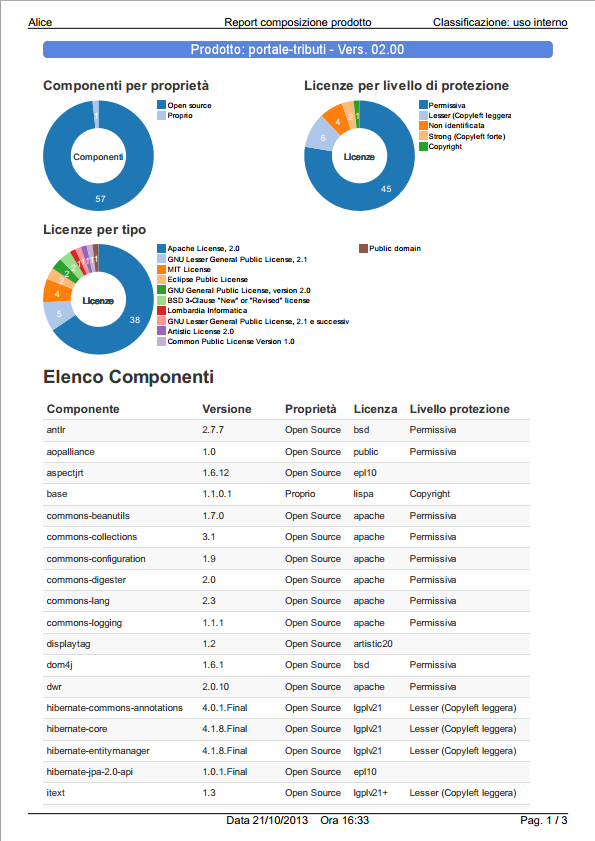 Alice Report composizione prodotto Classificazione: uso interno
Prodotto: portale-tributi - Vers. 02.00
Componenti per proprietà
Open source
Proprio
1
Componenti
57
Licenze per livello di protezione
Permissiva
Lesser (Copyleft leggera
Non identificata
Strong (Copyleft forte)
Copyright
1
2
4
6
Licenze
45
Licenze per tipo
Apache License, 2.0
GNU Lesser General Public License, 2.1
MIT License
Eclipse Public License
GNU General Public License, version 2.0
BSD 3-Clause "New" or "Revised" license
Lombardia Informatica
GNU Lesser General Public License, 2.1 e successiv
Artistic License 2.0
Common Public License Version 1.0
Public domain
1 1 1 1 1
2
2
2
4
5
Licenze
38
Elenco Componenti
Componente Versione Proprietà Licenza Livello protezione
antlr 2.7.7 Open Source bsd Permissiva
aopalliance 1.0 Open Source public Permissiva
aspectjrt 1.6.12 Open Source epl10
base 1.1.0.1 Proprio lispa Copyright
commons-beanutils 1.7.0 Open Source apache Permissiva
commons-collections 3.1 Open Source apache Permissiva
commons-configuration 1.9 Open Source apache Permissiva
commons-digester 2.0 Open Source apache Permissiva
commons-lang 2.3 Open Source apache Permissiva
commons-logging 1.1.1 Open Source apache Permissiva
displaytag 1.2 Open Source artistic20
dom4j 1.6.1 Open Source bsd Permissiva
dwr 2.0.10 Open Source apache Permissiva
hibernate-commons-annotations 4.0.1.Final Open Source lgplv21 Lesser (Copyleft leggera)
hibernate-core 4.1.8.Final Open Source lgplv21 Lesser (Copyleft leggera)
hibernate-entitymanager 4.1.8.Final Open Source lgplv21 Lesser (Copyleft leggera)
hibernate-jpa-2.0-api 1.0.1.Final Open Source epl10
itext 1.3 Open Source lgplv21+ Lesser (Copyleft leggera)
Data 21/10/2013 Ora 16:33 Pag. 1 / 3